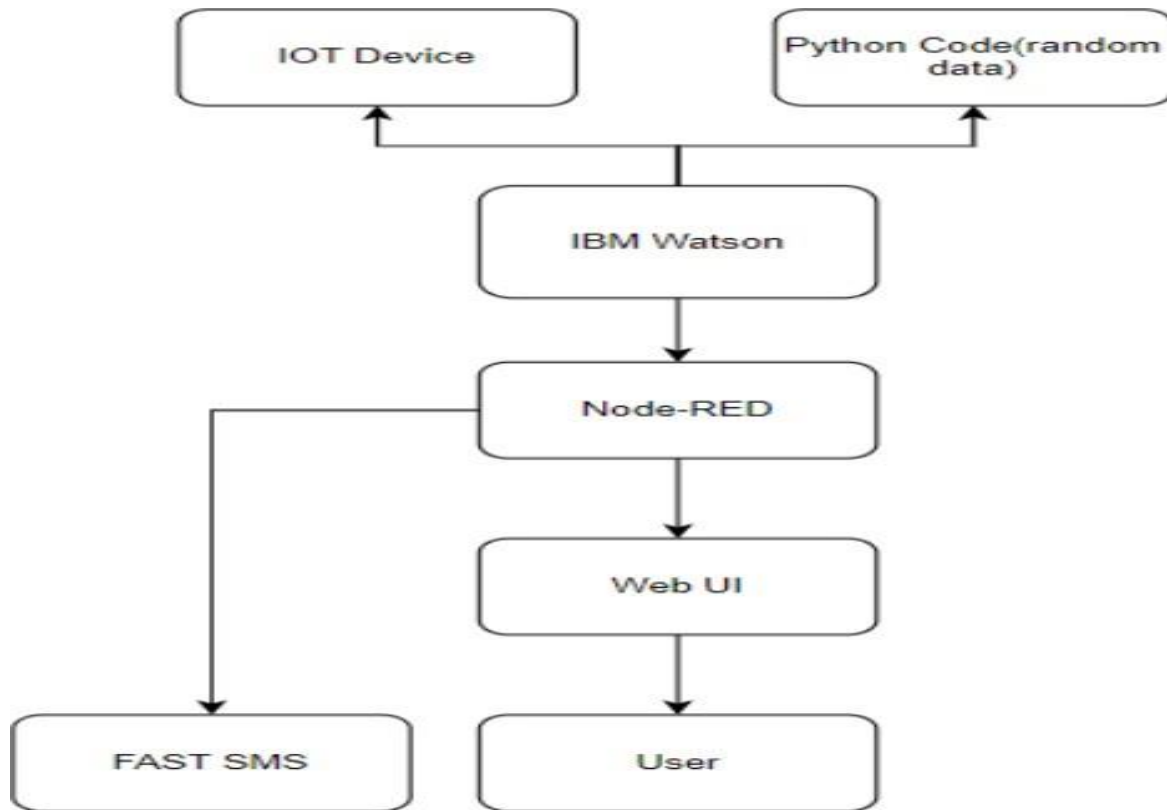 IOT Device
Python Code(random
data)
IBM Watson
Node-RED
Web UI
FAST SMS
User